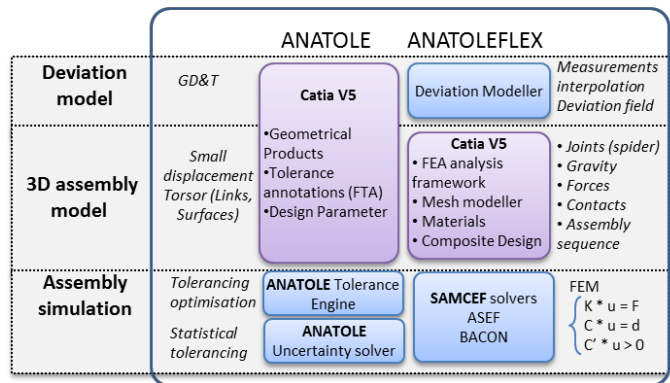 ANATOLE
ANATOLEFLEX
Deviation
model
GD&T
Catia V5
•Geometrical
Products
•Tolerance
annotations (FTA)
•Design Parameter
Deviation Modeller
Measurements
interpolation
Deviation field
3D assembly
model
Small
displacement
Torsor (Links,
Surfaces)
Catia V5
• FEA analysis
framework
• Mesh modeller
• Materials
• Composite Design
• Joints (spider)
• Gravity
• Forces
• Contacts
• Assembly
sequence
Assembly
simulation
Tolerancing
optimisation
ANATOLE Tolerance
Engine
Statistical
tolerancing
ANATOLE
Uncertainty solver
SAMCEF solvers
ASEF
BACON
FEM
K * u = F
C * u = d
C' * u > 0